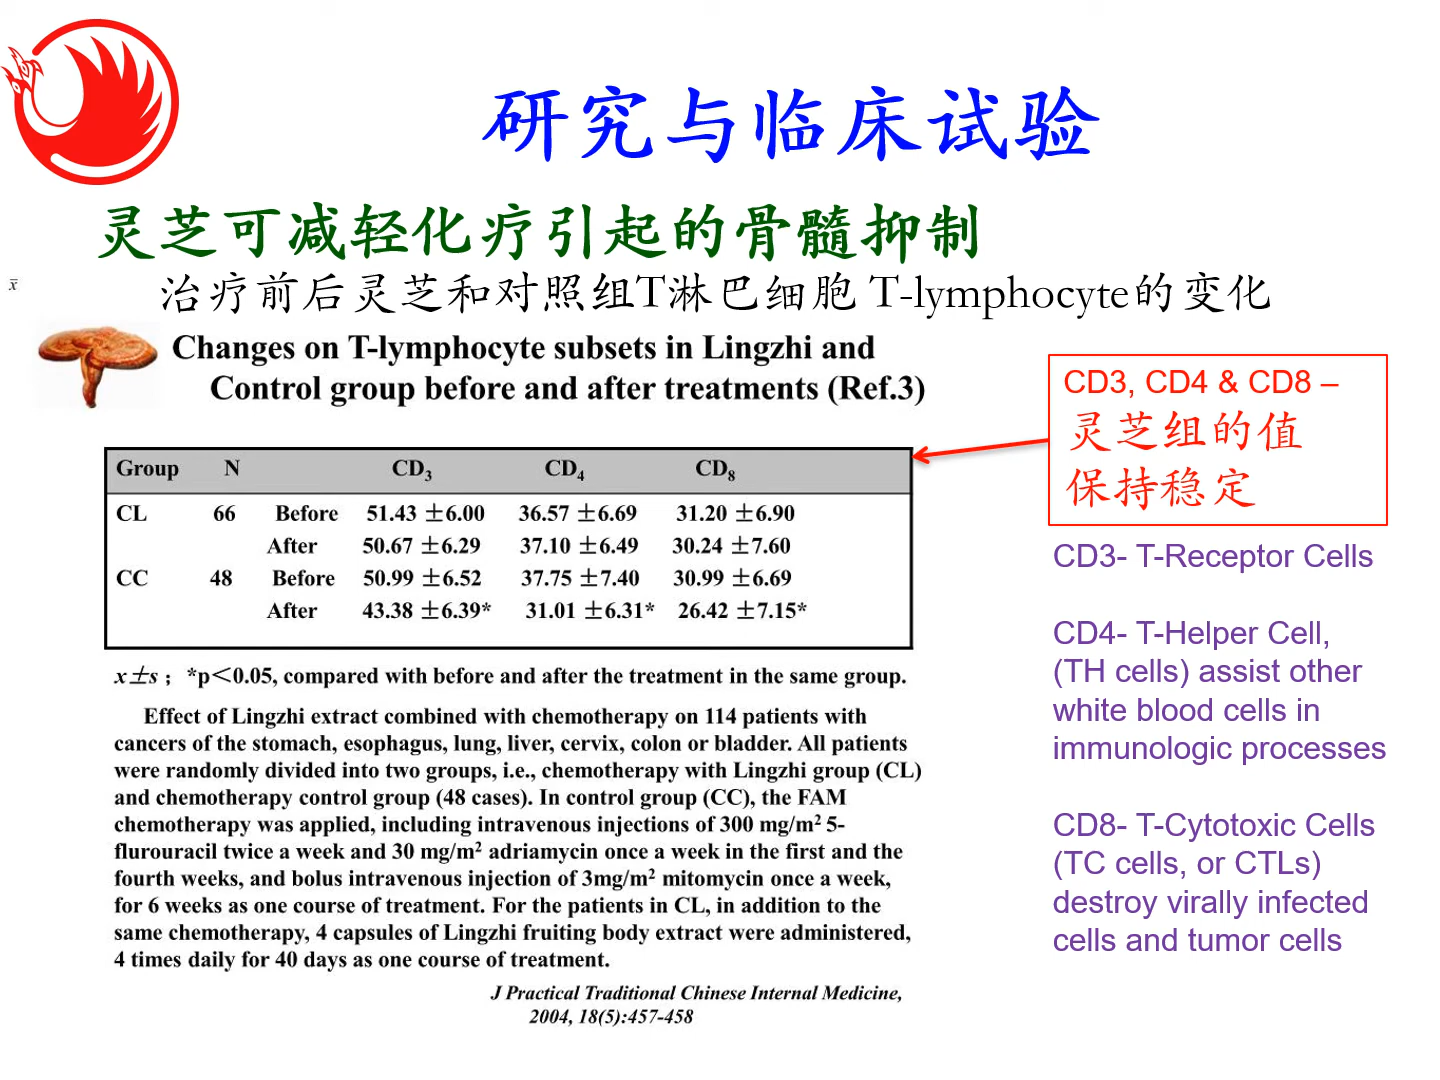 研究与临床试验
灵芝可减轻化疗引起的骨髓抑制
x̅
治疗前后灵芝和对照组T淋巴细胞 T-lymphocyte的变化
Changes on T-lymphocyte subsets in Lingzhi and
Control group before and after treatments (Ref.3)
Group N CD₃ CD₄ CD₈
CL 66 Before 51.43 ±6.00 36.57 ±6.69 31.20 ±6.90
After 50.67 ±6.29 37.10 ±6.49 30.24 ±7.60
CC 48 Before 50.99 ±6.52 37.75 ±7.40 30.99 ±6.69
After 43.38 ±6.39* 31.01 ±6.31* 26.42 ±7.15*
x±s ; *p＜0.05, compared with before and after the treatment in the same group.
Effect of Lingzhi extract combined with chemotherapy on 114 patients with
cancers of the stomach, esophagus, lung, liver, cervix, colon or bladder. All patients
were randomly divided into two groups, i.e., chemotherapy with Lingzhi group (CL)
and chemotherapy control group (48 cases). In control group (CC), the FAM
chemotherapy was applied, including intravenous injections of 300 mg/m² 5-
flurouracil twice a week and 30 mg/m² adriamycin once a week in the first and the
fourth weeks, and bolus intravenous injection of 3mg/m² mitomycin once a week,
for 6 weeks as one course of treatment. For the patients in CL, in addition to the
same chemotherapy, 4 capsules of Lingzhi fruiting body extract were administered,
4 times daily for 40 days as one course of treatment.
J Practical Traditional Chinese Internal Medicine,
2004, 18(5):457-458
CD3, CD4 & CD8 –
灵芝组的值
保持稳定
CD3- T-Receptor Cells
CD4- T-Helper Cell,
(TH cells) assist other
white blood cells in
immunologic processes
CD8- T-Cytotoxic Cells
(TC cells, or CTLs)
destroy virally infected
cells and tumor cells